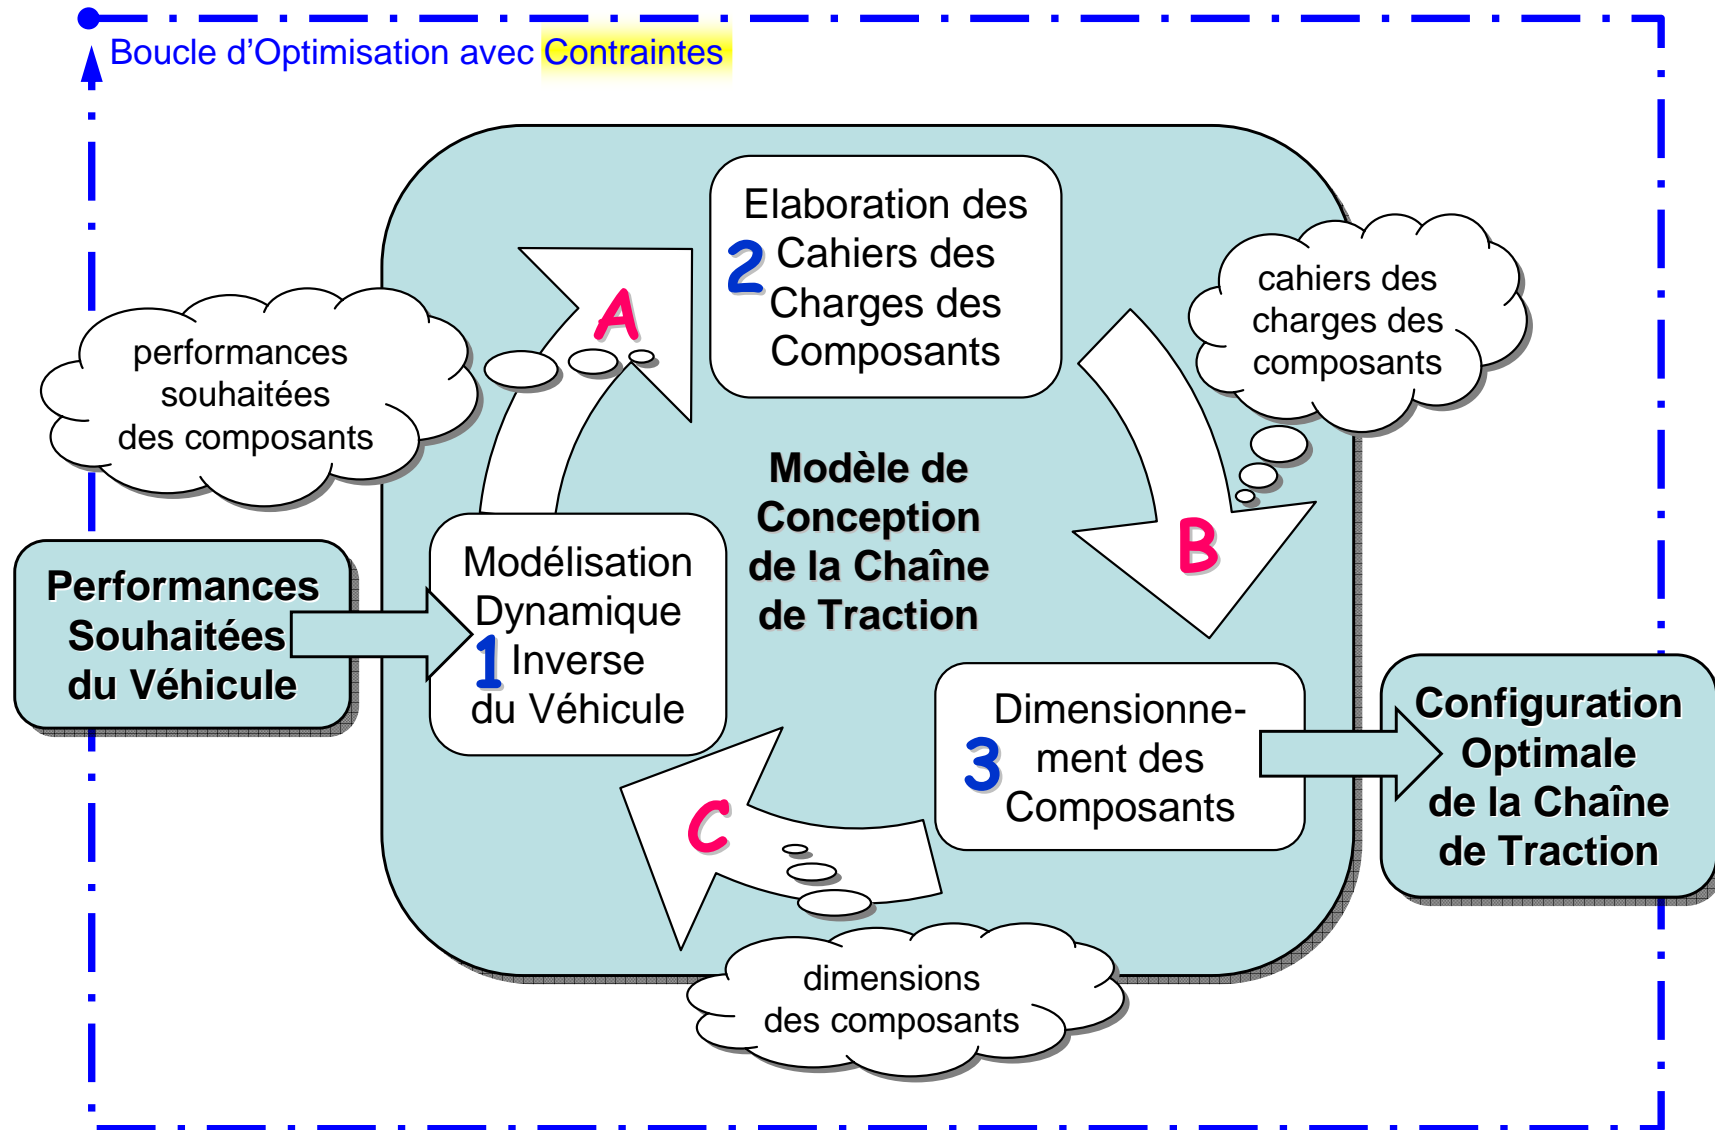 Boucle d’Optimisation avec Contraintes
Elaboration des
2 Cahiers des
Charges des
Composants
A
cahiers des
charges des
composants
performances
souhaitées
des composants
Modèle de
Conception
de la Chaîne
de Traction
B
Performances
Souhaitées
du Véhicule
Modélisation
Dynamique
1 Inverse
du Véhicule
Dimensionne-
3 ment des
Composants
Configuration
Optimale
de la Chaîne
de Traction
C
dimensions
des composants